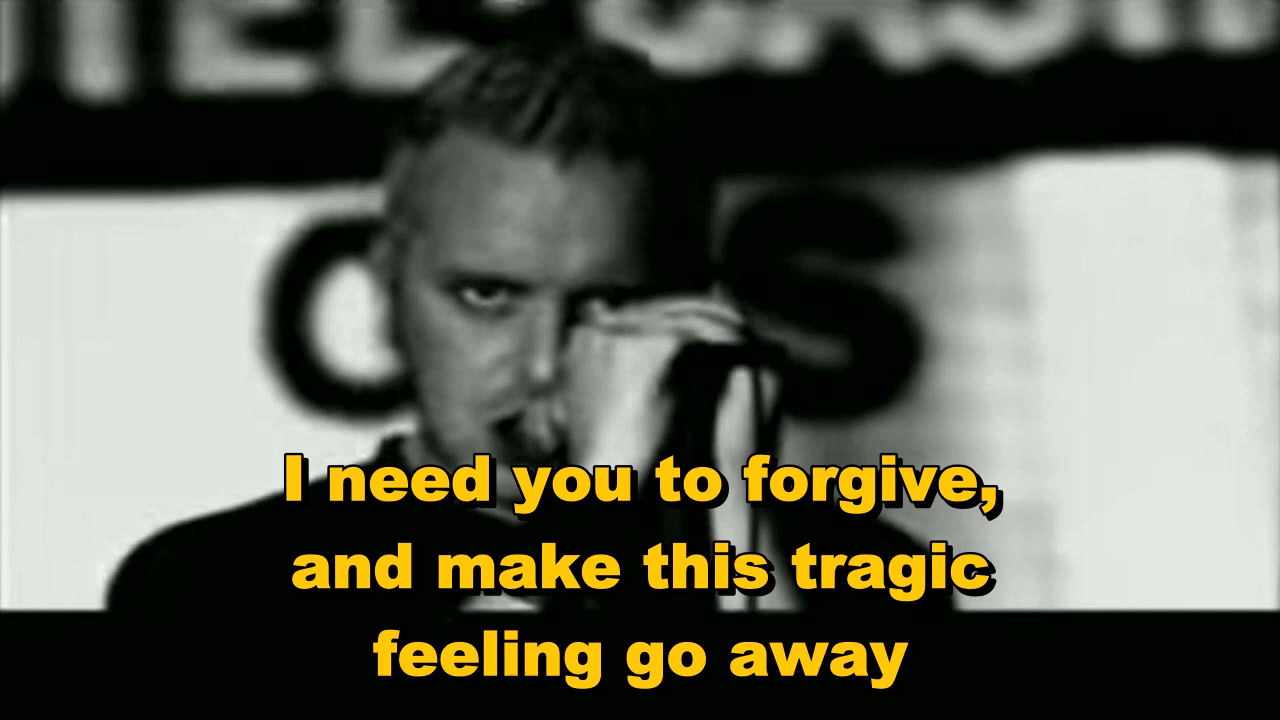 C S
I need you to forgive,
and make this tragic
feeling go away